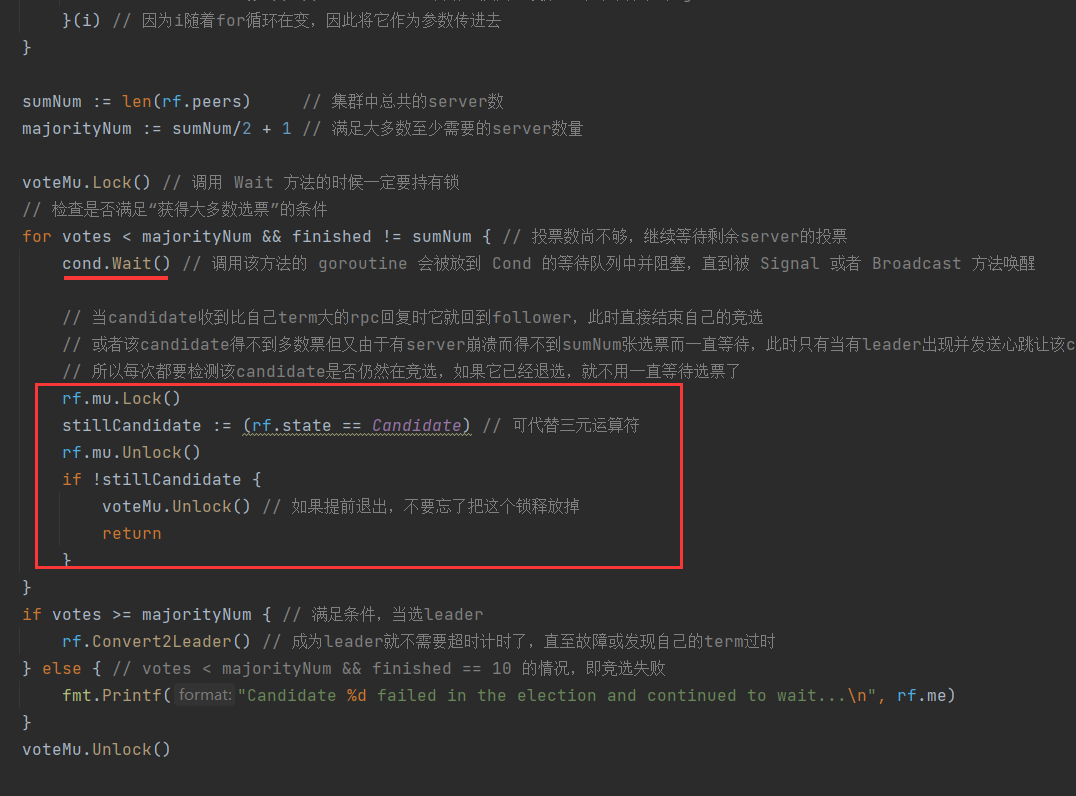 }(i) // 因为i随着for循环在变，因此将它作为参数传进去
}
sumNum := len(rf.peers) // 集群中总共的server数
majorityNum := sumNum/2 + 1 // 满足大多数至少需要的server数量
voteMu.Lock() // 调用 Wait 方法的时候一定要持有锁
// 检查是否满足“获得大多数选票”的条件
for votes < majorityNum && finished != sumNum { // 投票数尚不够，继续等待剩余server的投票
cond.Wait() // 调用该方法的 goroutine 会被放到 Cond 的等待队列中并阻塞，直到被 Signal 或者 Broadcast 方法唤醒
// 当candidate收到比自己term大的rpc回复时它就回到follower，此时直接结束自己的竞选
// 或者该candidate得不到多数票但又由于有server崩溃而得不到sumNum张选票而一直等待，此时只有当有leader出现并发送心跳让该c
// 所以每次都要检测该candidate是否仍然在竞选，如果它已经退选，就不用一直等待选票了
rf.mu.Lock()
stillCandidate := (rf.state == Candidate) // 可代替三元运算符
rf.mu.Unlock()
if !stillCandidate {
voteMu.Unlock() // 如果提前退出，不要忘了把这个锁释放掉
return
}
}
if votes >= majorityNum { // 满足条件，当选leader
rf.Convert2Leader() // 成为leader就不需要超时计时了，直至故障或发现自己的term过时
} else { // votes < majorityNum && finished == 10 的情况，即竞选失败
fmt.Printf( format: "Candidate %d failed in the election and continued to wait...\n", rf.me)
}
voteMu.Unlock()